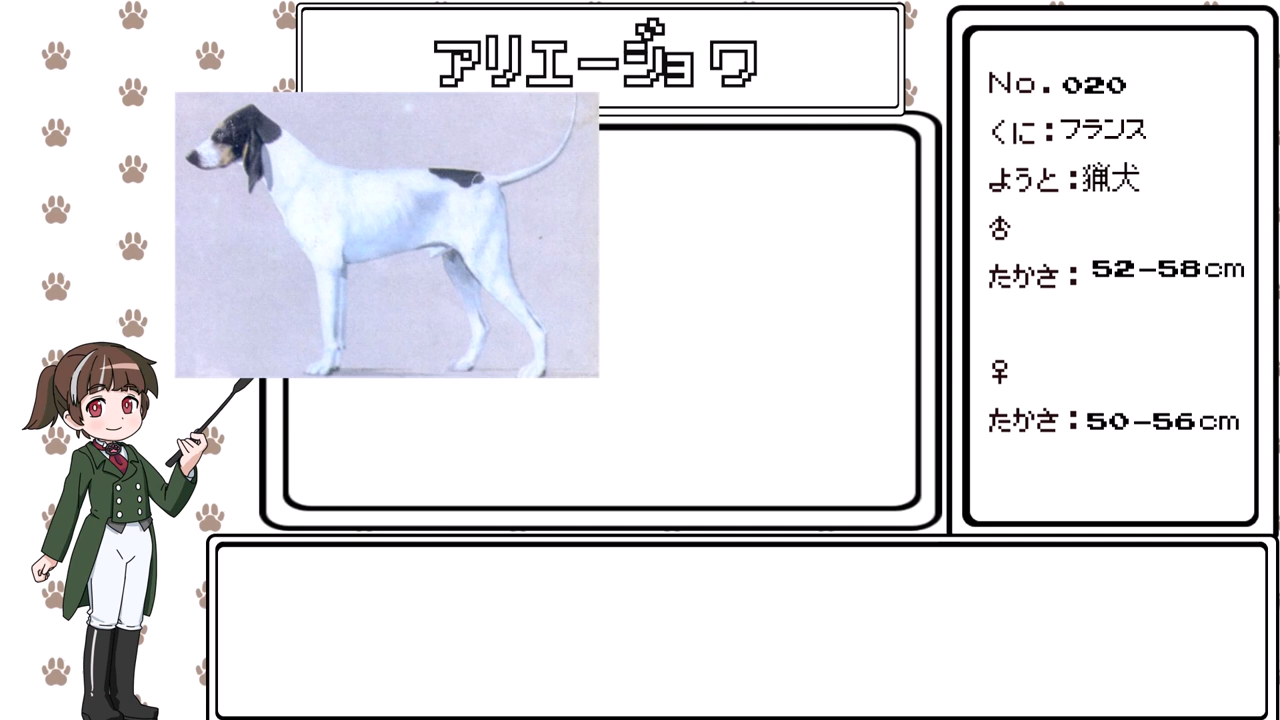 アリエージョワ
No.020
くに:フランス
ようと:猟犬
♂
たかさ: 52-58cm
♀
たかさ:50-56cm